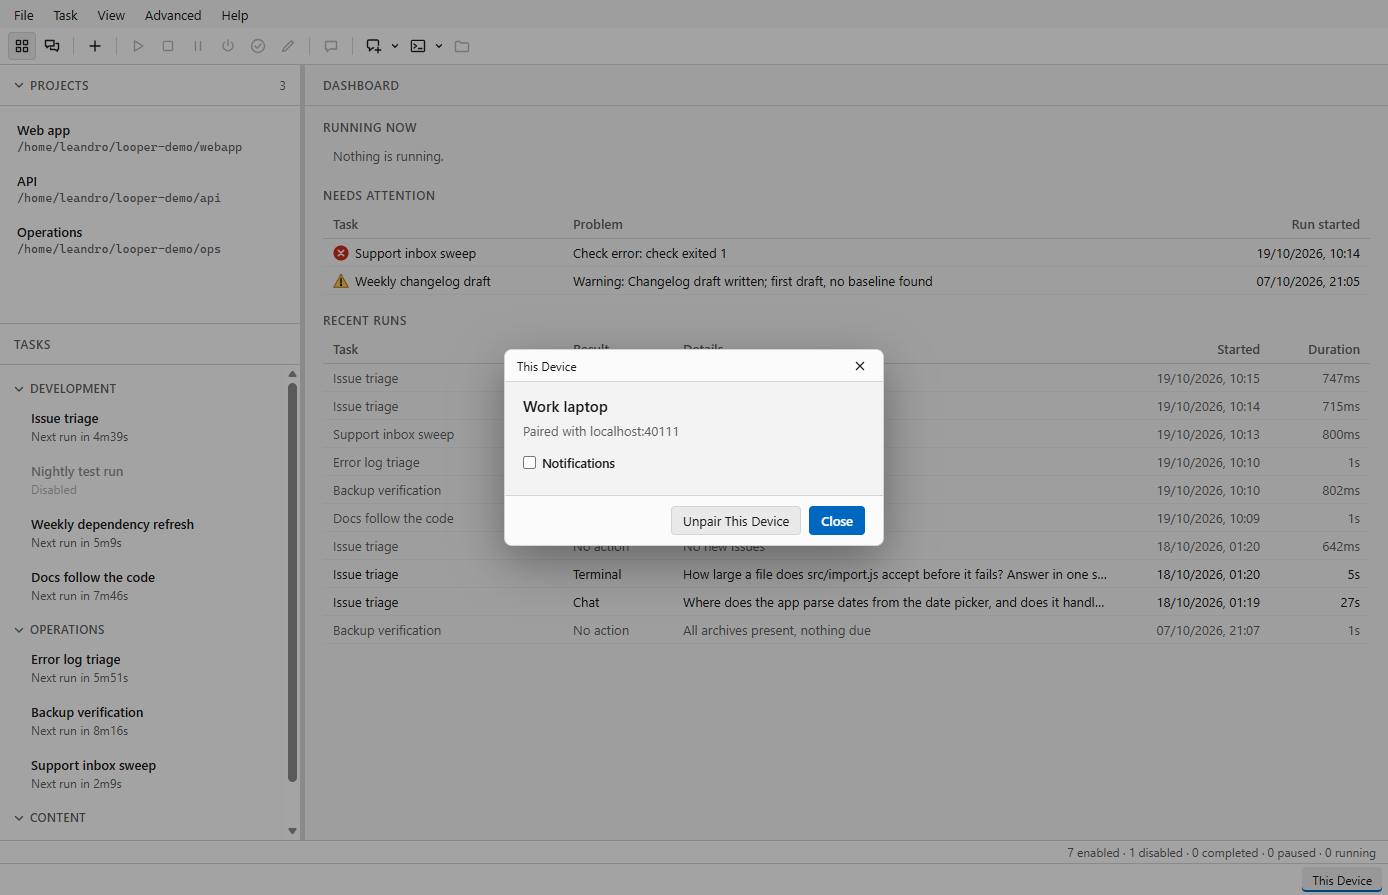 File Task View Advanced Help
PROJECTS 3
Web app
/home/leandro/looper-demo/webapp
API
/home/leandro/looper-demo/api
Operations
/home/leandro/looper-demo/ops
TASKS
DEVELOPMENT
Issue triage
Next run in 4m39s
Nightly test run
Disabled
Weekly dependency refresh
Next run in 5m9s
Docs follow the code
Next run in 7m46s
OPERATIONS
Error log triage
Next run in 5m51s
Backup verification
Next run in 8m16s
Support inbox sweep
Next run in 2m9s
CONTENT
DASHBOARD
RUNNING NOW
Nothing is running.
NEEDS ATTENTION
Task Problem Run started
Support inbox sweep Check error: check exited 1 19/10/2026, 10:14
Weekly changelog draft Warning: Changelog draft written; first draft, no baseline found 07/10/2026, 21:05
RECENT RUNS
Task Result Details Started Duration
Issue triage 19/10/2026, 10:15 747ms
Issue triage 19/10/2026, 10:14 715ms
Support inbox sweep 19/10/2026, 10:13 800ms
Error log triage 19/10/2026, 10:10 1s
Backup verification 19/10/2026, 10:10 802ms
Docs follow the code 19/10/2026, 10:09 1s
Issue triage No action No new issues 18/10/2026, 01:20 642ms
Issue triage Terminal How large a file does src/import.js accept before it fails? Answer in one s... 18/10/2026, 01:20 5s
Issue triage Chat Where does the app parse dates from the date picker, and does it handl... 18/10/2026, 01:19 27s
Backup verification No action All archives present, nothing due 07/10/2026, 21:07 1s
This Device
Work laptop
Paired with localhost:40111
Notifications
Unpair This Device Close
7 enabled · 1 disabled · 0 completed · 0 paused · 0 running
This Device